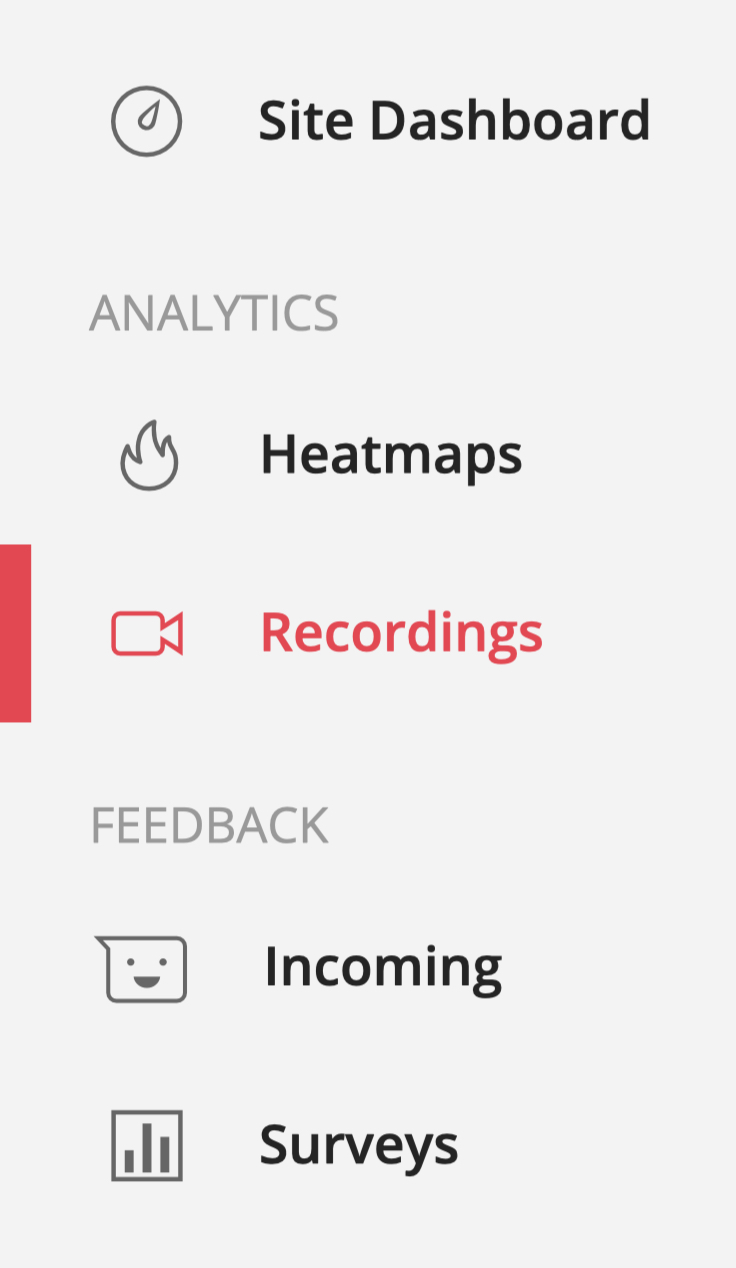 Site Dashboard
ANALYTICS
Heatmaps
Recordings
FEEDBACK
Incoming
Surveys